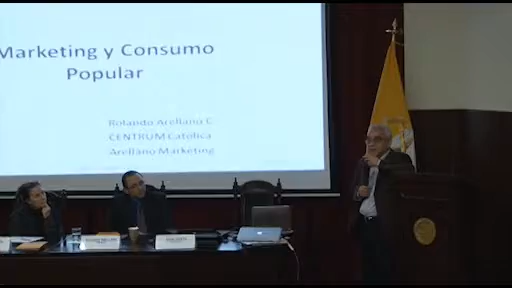 Marketing y Consumo
Popular
Rolando Arellano C
CENTRUM Católica
Arellano Marketing